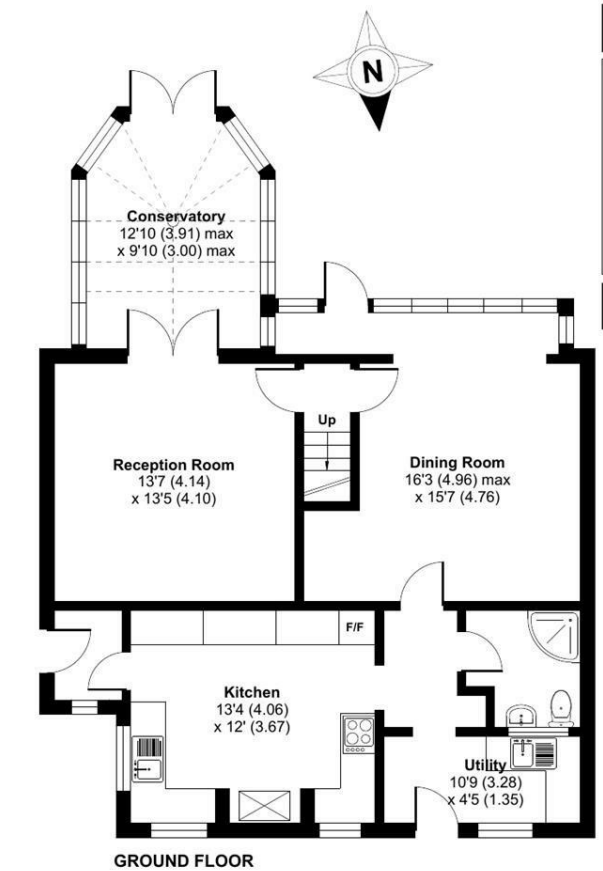 N
Conservatory
12'10 (3.91) max
x 9'10 (3.00) max
Up
Reception Room
13'7 (4.14)
x 13'5 (4.10)
Dining Room
16'3 (4.96) max
x 15'7 (4.76)
F/F
Kitchen
13'4 (4.06)
x 12' (3.67)
Utility
10'9 (3.28)
x 4'5 (1.35)
GROUND FLOOR